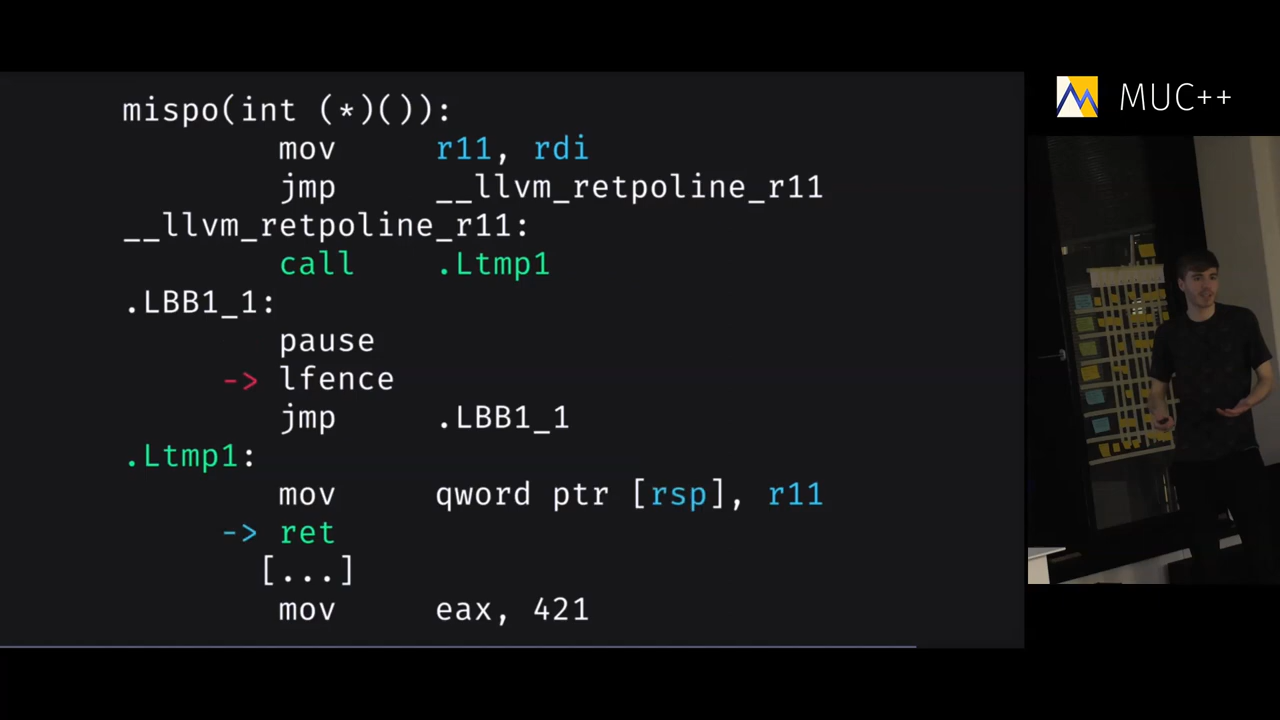 mispo(int (*)()):
mov r11, rdi
jmp __llvm_retpoline_r11
__llvm_retpoline_r11:
call .Ltmp1
.LBB1_1:
pause
-> lfence
jmp .LBB1_1
.Ltmp1:
mov qword ptr [rsp], r11
-> ret
[...]
mov eax, 421
MUC++